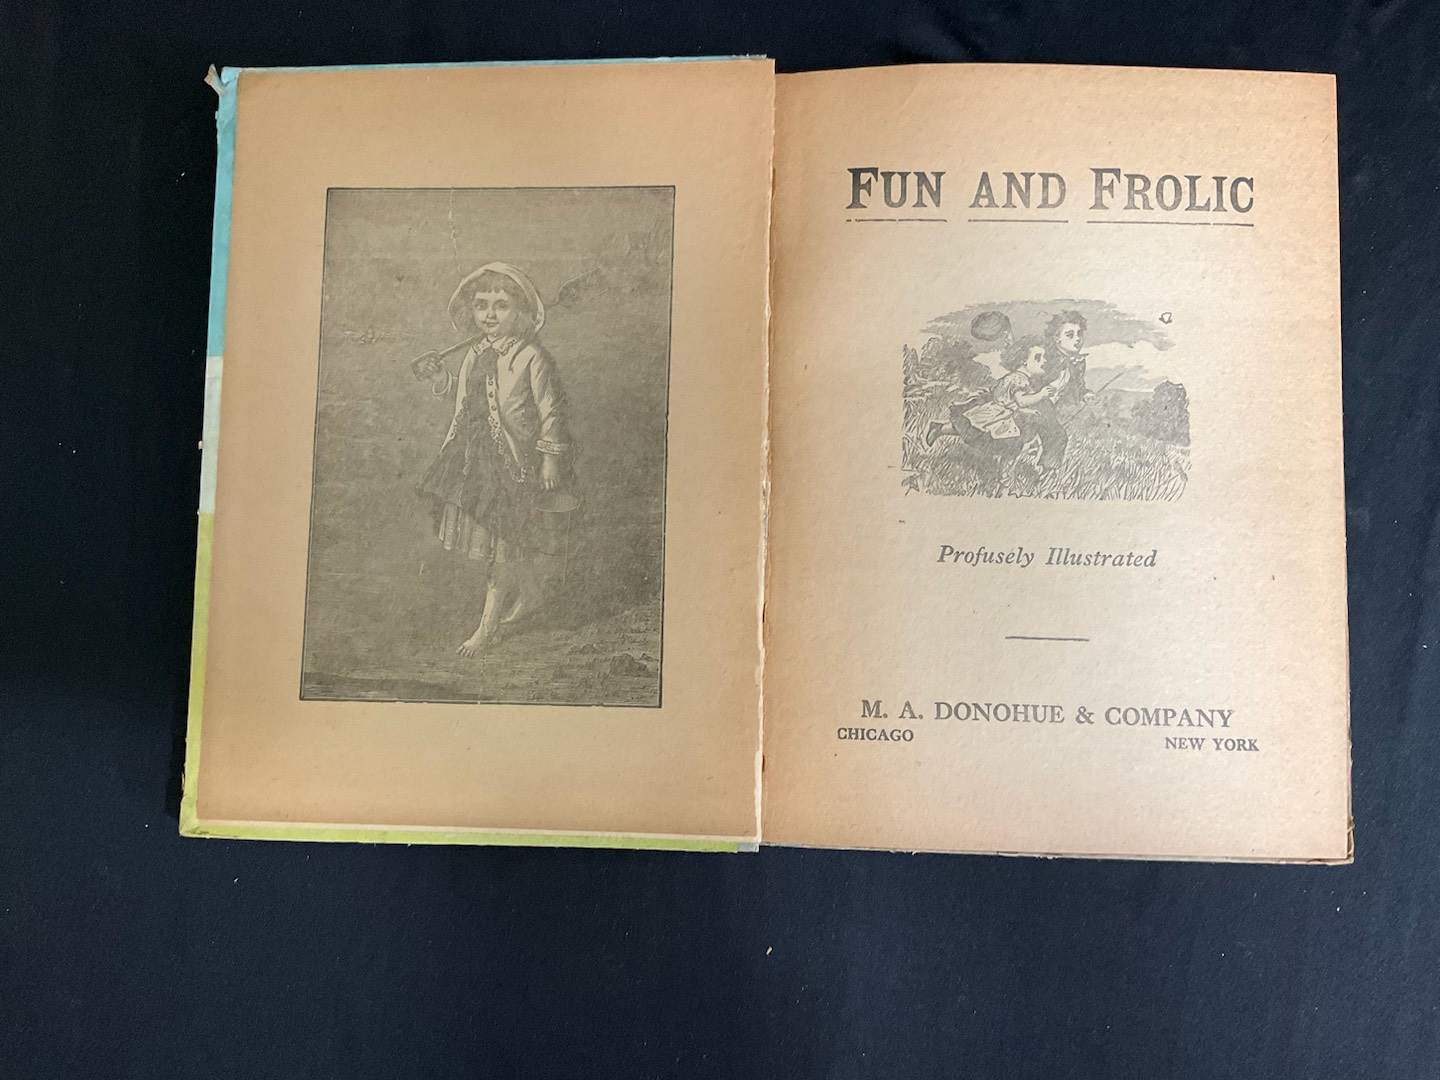 FUN AND FROLIC
Profusely Illustrated
M. A. DONOHUE & COMPANY
CHICAGO NEW YORK